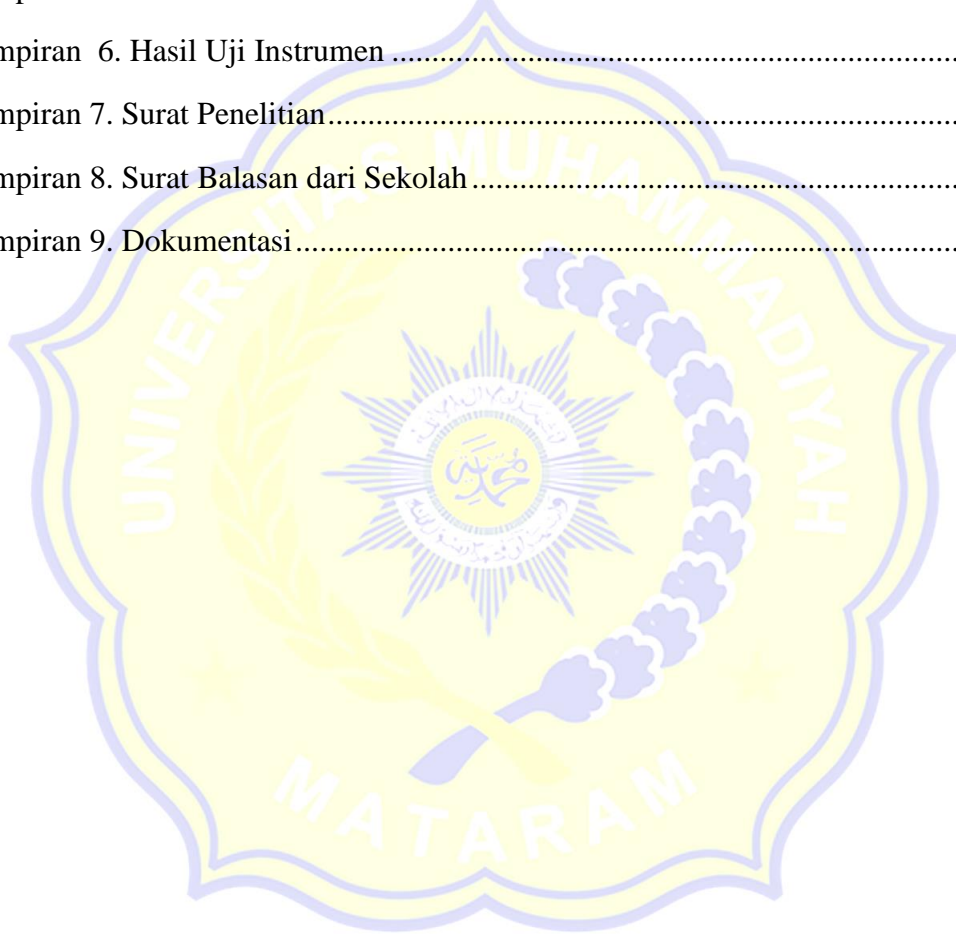 mpiran 6. Hasil Uji Instrumen ........................................................................
mpiran 7. Surat Penelitian................................................................................
mpiran 8. Surat Balasan dari Sekolah ..............................................................
mpiran 9. Dokumentasi....................................................................................
UNIVERSITAS MUHAMMADIYAH
محمدية
MATARAM